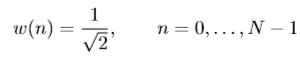 w(n) = 1/√2, n = 0, . . . , N − 1